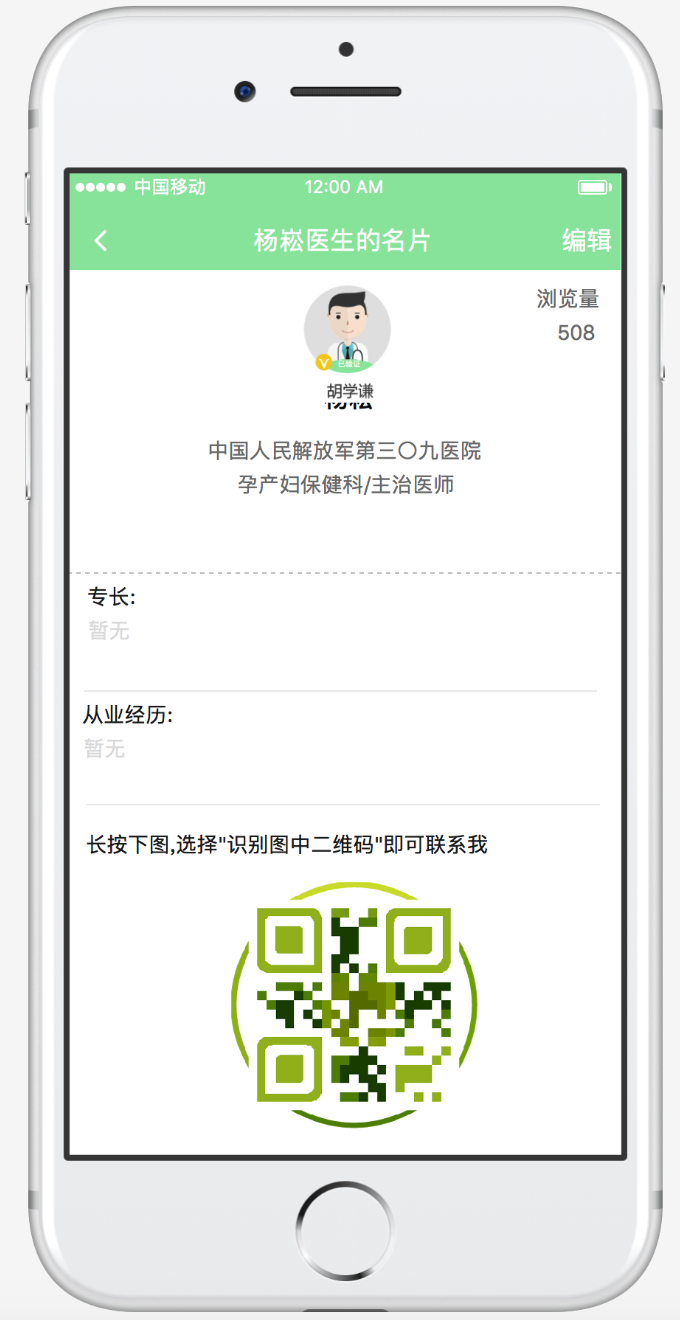 中国移动 12:00 AM
杨崧医生的名片 编辑
浏览量
508
V 已验证
胡学谦
杨崧
中国人民解放军第三〇九医院
孕产妇保健科/主治医师
专长:
暂无
从业经历:
暂无
长按下图,选择"识别图中二维码"即可联系我